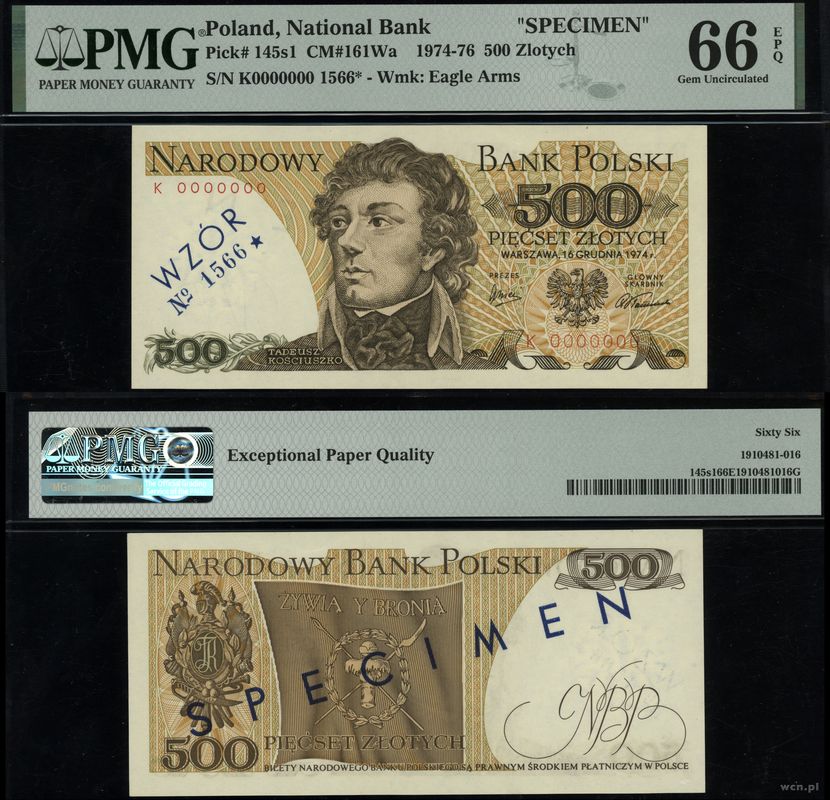 PMG®
PAPER MONEY GUARANTY
Poland, National Bank "SPECIMEN"
Pick# 145s1 CM#161Wa 1974-76 500 Zlotych
S/N K0000000 1566* - Wmk: Eagle Arms
66 EPQ
Gem Uncirculated
NARODOWY BANK POLSKI
K 0000000
500
PIĘĆSET ZŁOTYCH
WARSZAWA, 16 GRUDNIA 1974 r.
WZÓR
No 1566 ★
PREZES
GŁÓWNY
SKARBNIK
500
TADEUSZ
KOŚCIUSZKO
K 0000000
PMG
PAPER MONEY GUARANTY
Exceptional Paper Quality
Sixty Six
1910481-016
145s166E1910481016G
NARODOWY BANK POLSKI
500
ŻYWIĄ Y BRONIĄ
TK
SPECIMEN
NBP
PIĘĆSET ZŁOTYCH
500
BILETY NARODOWEGO BANKU POLSKIEGO SĄ PRAWNYM ŚRODKIEM PŁATNICZYM W POLSCE
wcn.pl